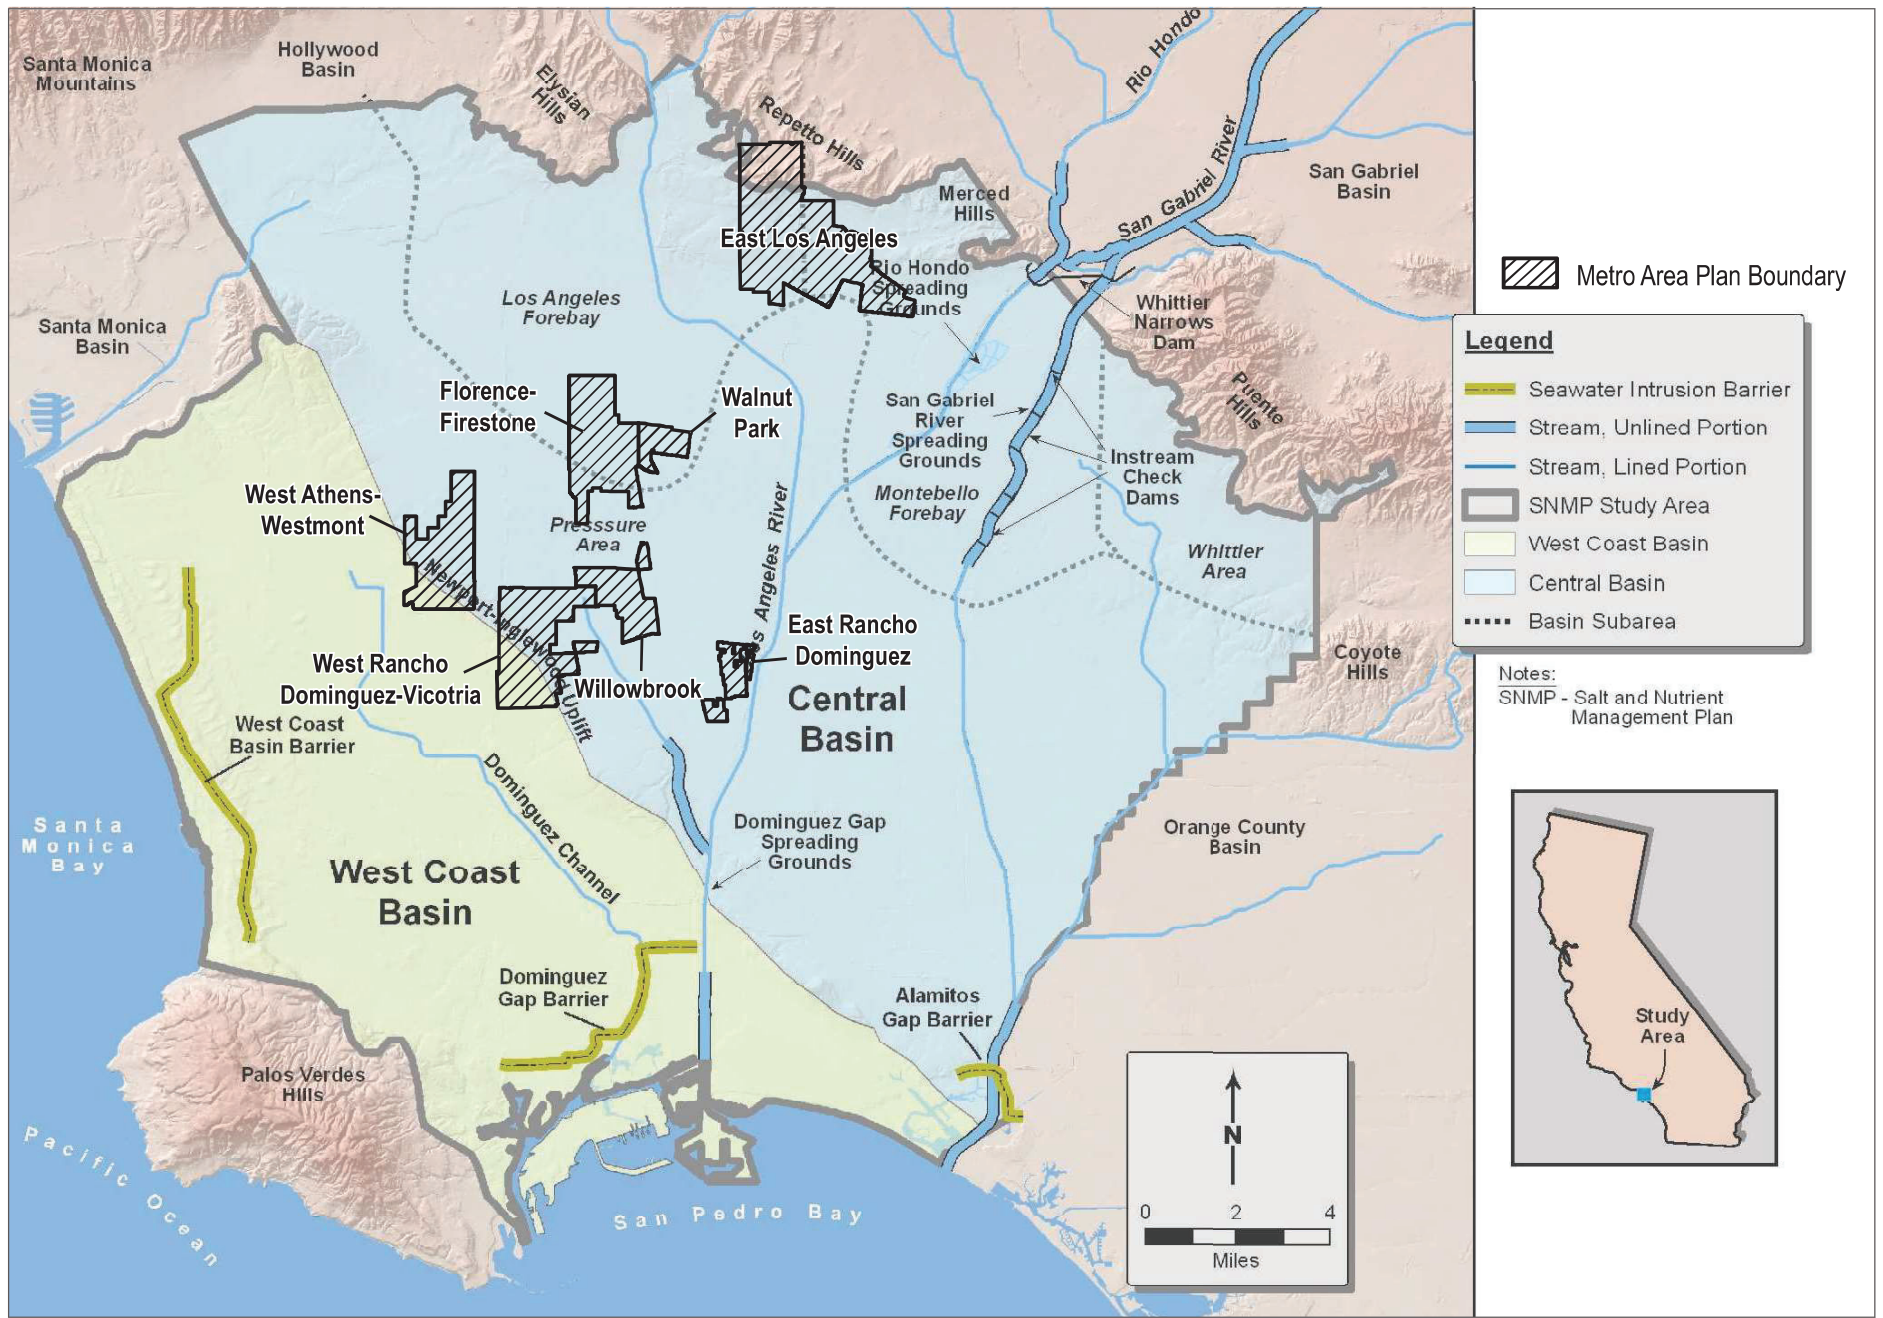 Santa Monica
Mountains
Hollywood
Basin
Elysian
Hills
Repetto Hills
Rio Hondo
San Gabriel River
San Gabriel
Basin
Merced
Hills
East Los Angeles
Rio Hondo
Spreading
Grounds
Los Angeles
Forebay
Santa Monica
Basin
Whittier
Narrows
Dam
Puente
Hills
Florence-
Firestone
Walnut
Park
San Gabriel
River
Spreading
Grounds
Instream
Check
Dams
Montebello
Forebay
West Athens-
Westmont
Presssure
Area
Los Angeles River
Whittier
Area
Newport-Inglewood Uplift
East Rancho
Dominguez
West Rancho
Dominguez-Vicotria
Willowbrook
Central
Basin
Coyote
Hills
West Coast
Basin Barrier
Dominguez Channel
Santa
Monica
Bay
West Coast
Basin
Dominguez Gap
Spreading
Grounds
Orange County
Basin
Dominguez
Gap Barrier
Alamitos
Gap Barrier
Palos Verdes
Hills
Pacific Ocean
San Pedro Bay
N
0 2 4
Miles
Metro Area Plan Boundary
Legend
Seawater Intrusion Barrier
Stream, Unlined Portion
Stream, Lined Portion
SNMP Study Area
West Coast Basin
Central Basin
Basin Subarea
Notes:
SNMP - Salt and Nutrient
Management Plan
Study
Area